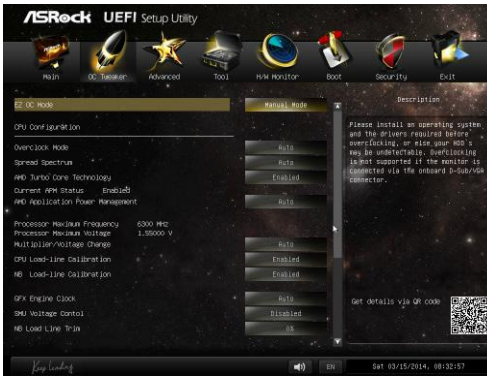 ASRock UEFI Setup Utility
Main OC Tweaker Advanced Tool H/W Monitor Boot Security Exit
EZ OC Mode Manual Mode
CPU Configuration
Overclock Mode Auto
Spread Spectrum Auto
AMD Turbo Core Technology Enabled
Current APM Status Enabled
AMD Application Power Management Auto
Processor Maximum Frequency 6300 MHz
Processor Maximum Voltage 1.55000 V
Multiplier/Voltage Change Auto
CPU Load-line Calibration Enabled
NB Load-line Calibration Enabled
GFX Engine Clock Auto
SMU Voltage Contol Disabled
NB Load Line Trim 0%
Description
Please install an operating system
and the drivers required before
overclocking, or else your HDD's
may be undetectable. Overclocking
is not supported if the monitor is
connected via the onboard D-Sub/VGA
connector.
Get details via QR code
Keep Leading
EN
Sat 03/15/2014, 08:32:57